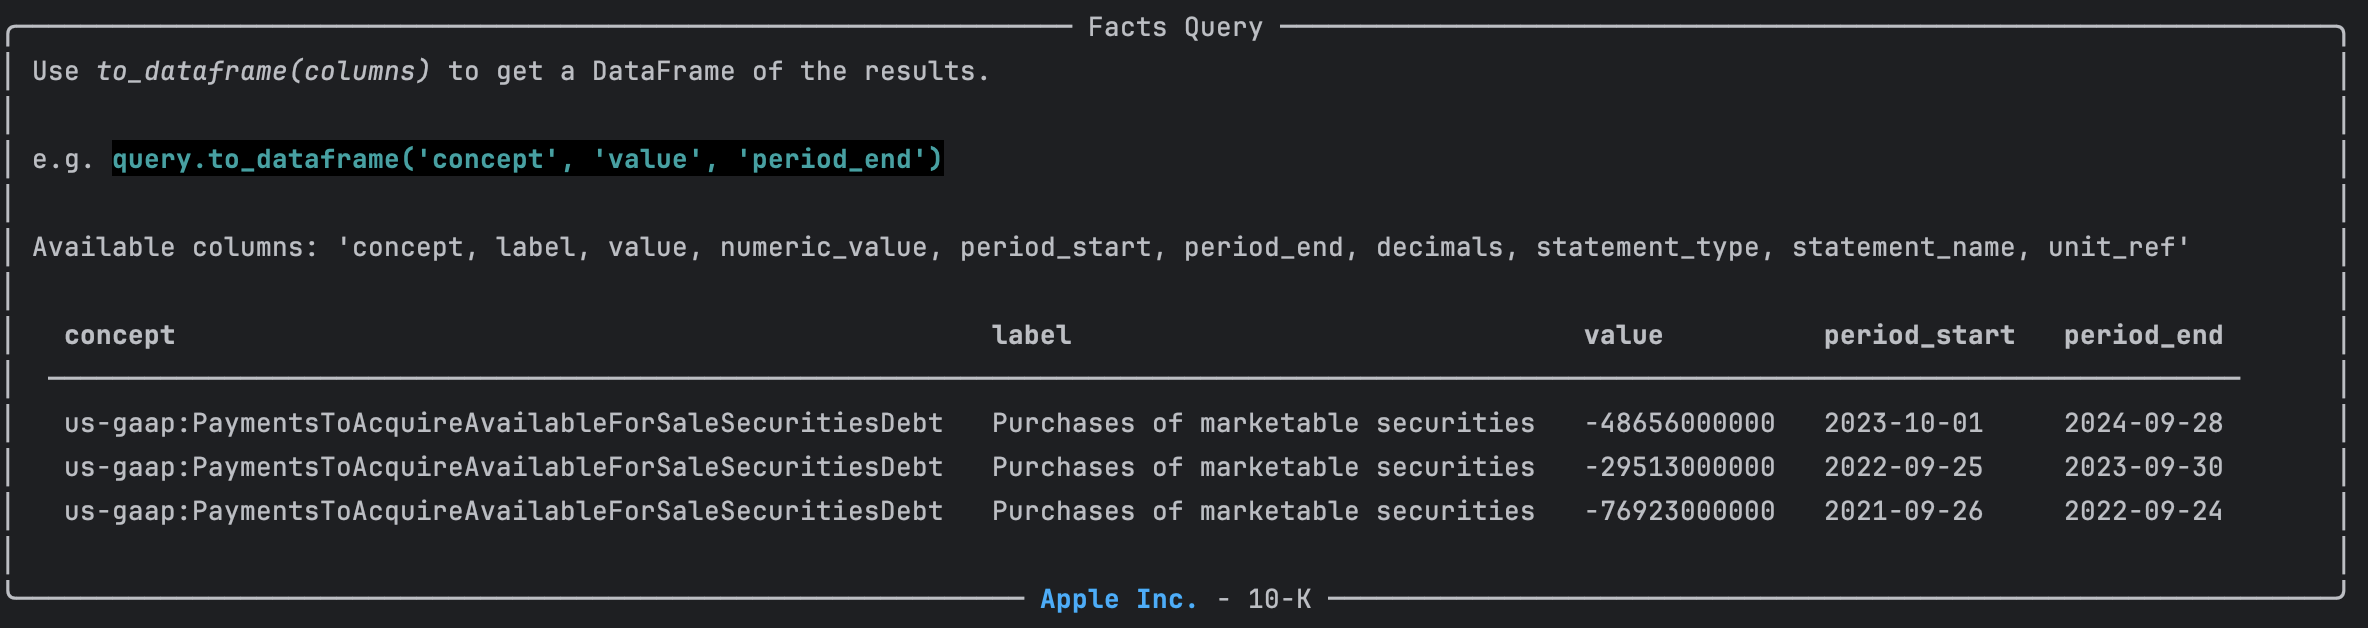 Facts Query
Use to_dataframe(columns) to get a DataFrame of the results.
e.g. query.to_dataframe('concept', 'value', 'period_end')
Available columns: 'concept, label, value, numeric_value, period_start, period_end, decimals, statement_type, statement_name, unit_ref'
concept label value period_start period_end
us-gaap:PaymentsToAcquireAvailableForSaleSecuritiesDebt Purchases of marketable securities -48656000000 2023-10-01 2024-09-28
us-gaap:PaymentsToAcquireAvailableForSaleSecuritiesDebt Purchases of marketable securities -29513000000 2022-09-25 2023-09-30
us-gaap:PaymentsToAcquireAvailableForSaleSecuritiesDebt Purchases of marketable securities -76923000000 2021-09-26 2022-09-24
Apple Inc. - 10-K